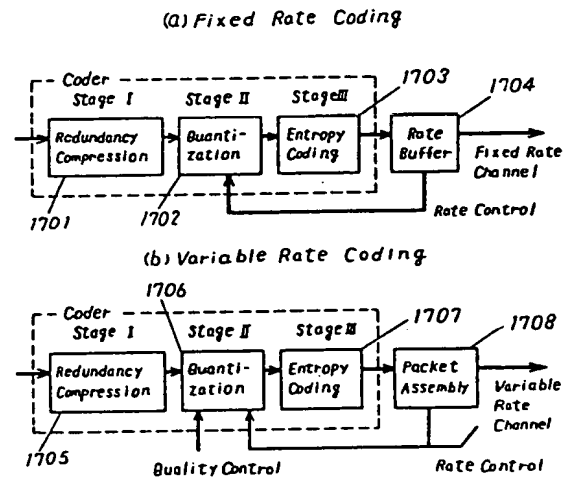 (a) Fixed Rate Coding
Coder
Stage I Stage II Stage III
1703
1704
Redundancy
Compression
Quanti-
zation
Entropy
Coding
Rate
Buffer
Fixed Rate
Channel
1701
1702
Rate Control
(b) Variable Rate Coding
1706
Coder
Stage I Stage II Stage III
1707
1708
Redundancy
Compression
Quanti-
zation
Entropy
Coding
Packet
Assembly
Variable
Rate
Channel
1705
Quality Control
Rate Control